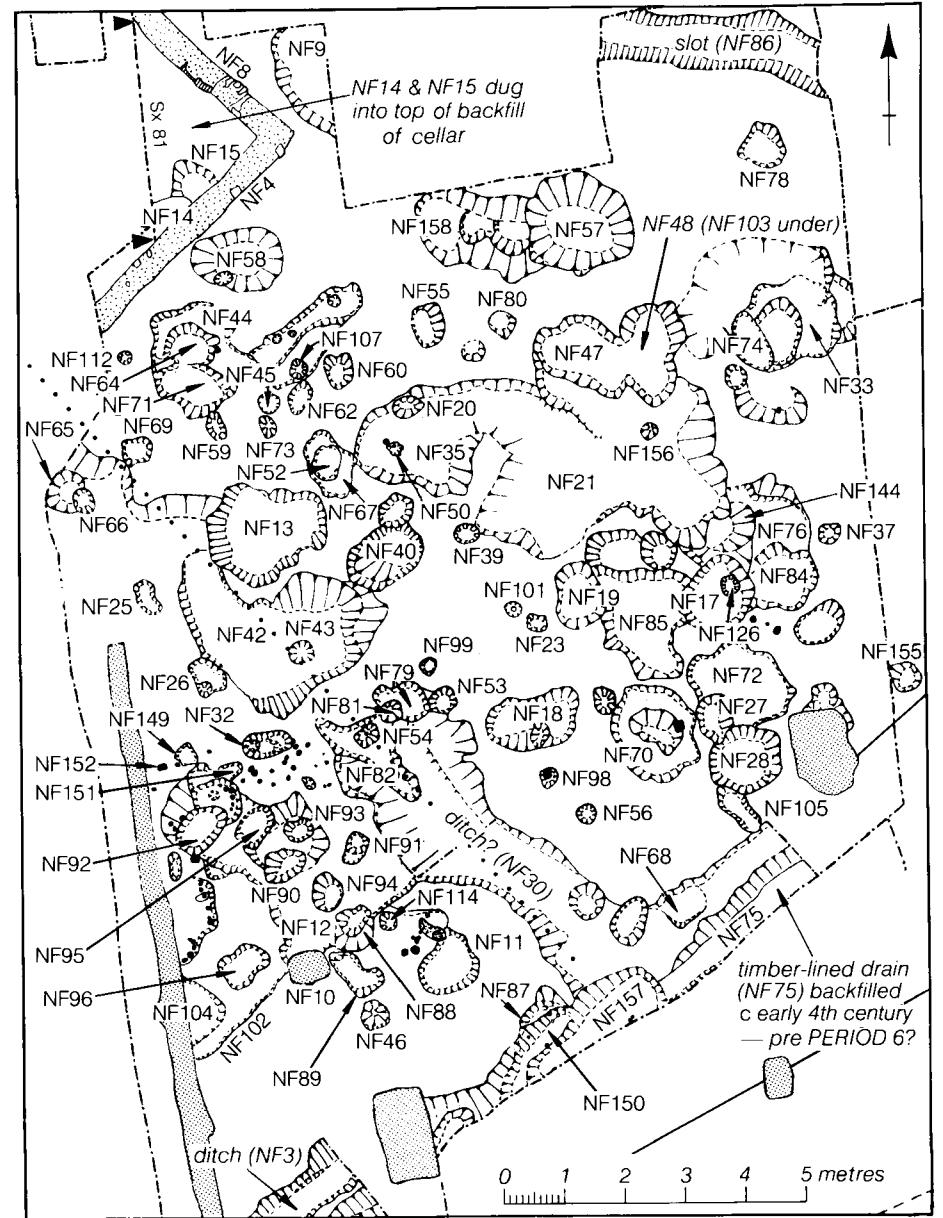 NF8
NF9
slot (NF86)
NF14 & NF15 dug
into top of backfill
of cellar
Sx 81
NF15
NF4
NF14
NF78
NF158
NF57
NF48 (NF103 under)
NF58
NF55
NF80
NF44
NF107
NF47
NF74
NF112
NF64
NF45
NF60
NF33
NF71
NF62
NF20
NF69
NF65
NF59
NF73
NF35
NF156
NF52
NF21
NF144
NF66
NF13
NF67
NF50
NF76
NF37
NF39
NF40
NF84
NF25
NF101
NF19
NF17
NF42
NF43
NF23
NF85
NF126
NF99
NF155
NF26
NF79
NF53
NF72
NF149
NF32
NF81
NF18
NF27
NF152
NF54
NF70
NF151
NF82
NF98
NF28
NF93
NF56
NF105
NF92
NF91
ditch? (NF30)
NF68
NF90
NF94
NF114
NF12
NF11
NF75
NF95
timber-lined drain
(NF75) backfilled
c early 4th century
— pre PERIOD 6?
NF96
NF10
NF88
NF87
NF157
NF104
NF102
NF46
NF89
NF150
ditch (NF3)
0 1 2 3 4 5 metres